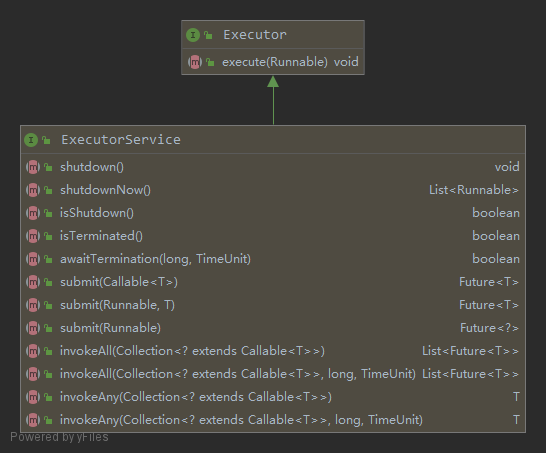 I Executor
m execute(Runnable) void
I ExecutorService
m shutdown() void
m shutdownNow() List<Runnable>
m isShutdown() boolean
m isTerminated() boolean
m awaitTermination(long, TimeUnit) boolean
m submit(Callable<T>) Future<T>
m submit(Runnable, T) Future<T>
m submit(Runnable) Future<?>
m invokeAll(Collection<? extends Callable<T>>) List<Future<T>>
m invokeAll(Collection<? extends Callable<T>>, long, TimeUnit) List<Future<T>>
m invokeAny(Collection<? extends Callable<T>>) T
m invokeAny(Collection<? extends Callable<T>>, long, TimeUnit) T
Powered by yFiles